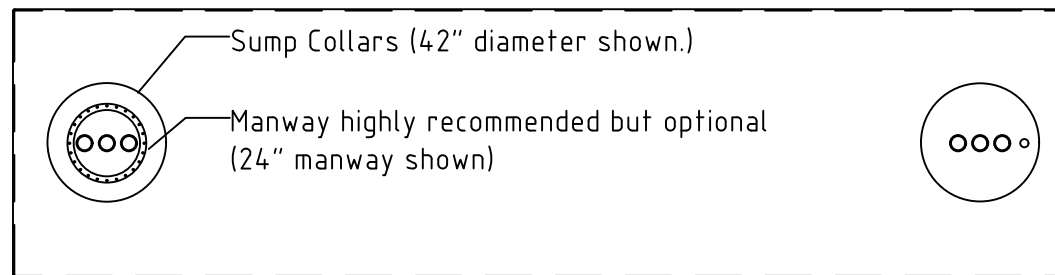 Sump Collars (42" diameter shown.)
Manway highly recommended but optional
(24" manway shown)